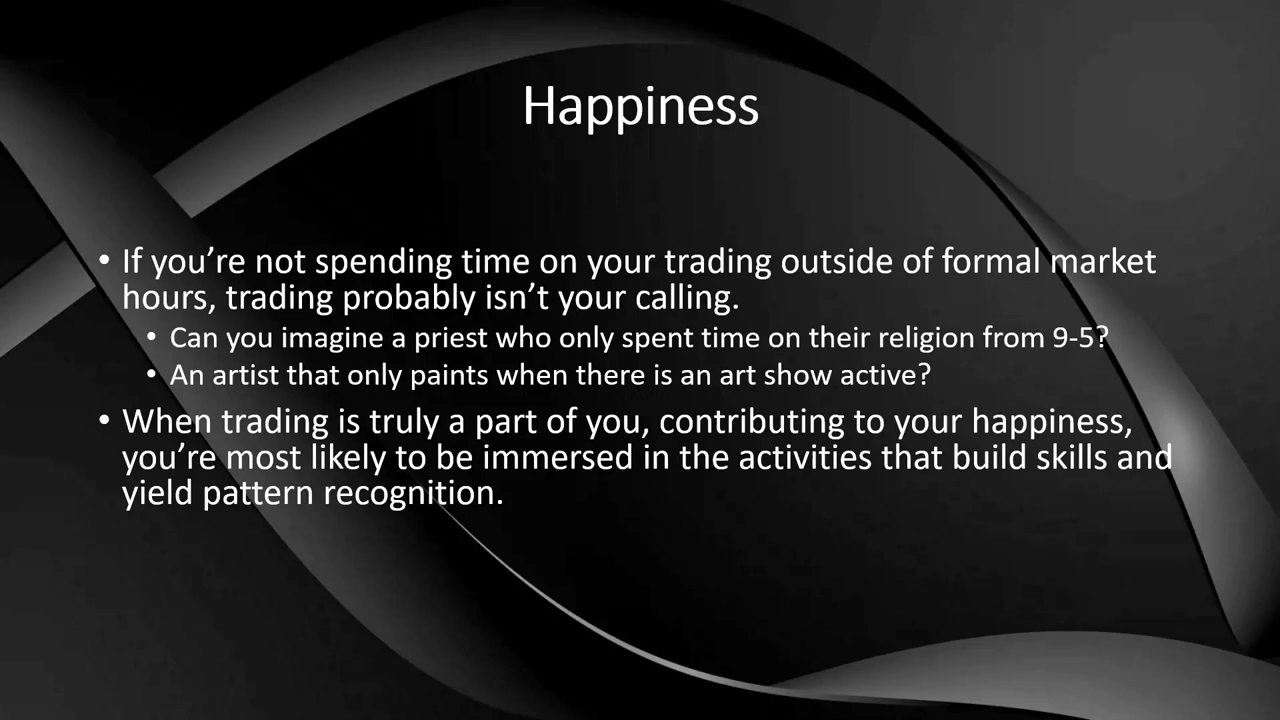 Happiness
• If you’re not spending time on your trading outside of formal market
hours, trading probably isn’t your calling.
• Can you imagine a priest who only spent time on their religion from 9-5?
• An artist that only paints when there is an art show active?
• When trading is truly a part of you, contributing to your happiness,
you’re most likely to be immersed in the activities that build skills and
yield pattern recognition.